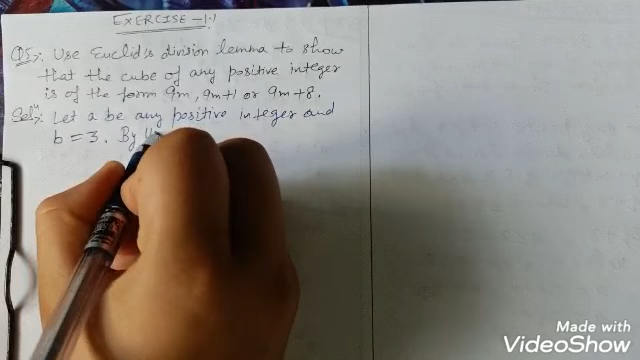 EXERCISE - 1.1
Q5:- Use Euclid's division lemma to show
that the cube of any positive integer
is of the form 9m, 9m+1 or 9m+8.
Solⁿ:- Let a be any positive integer and
b = 3. By
Made with
VideoShow